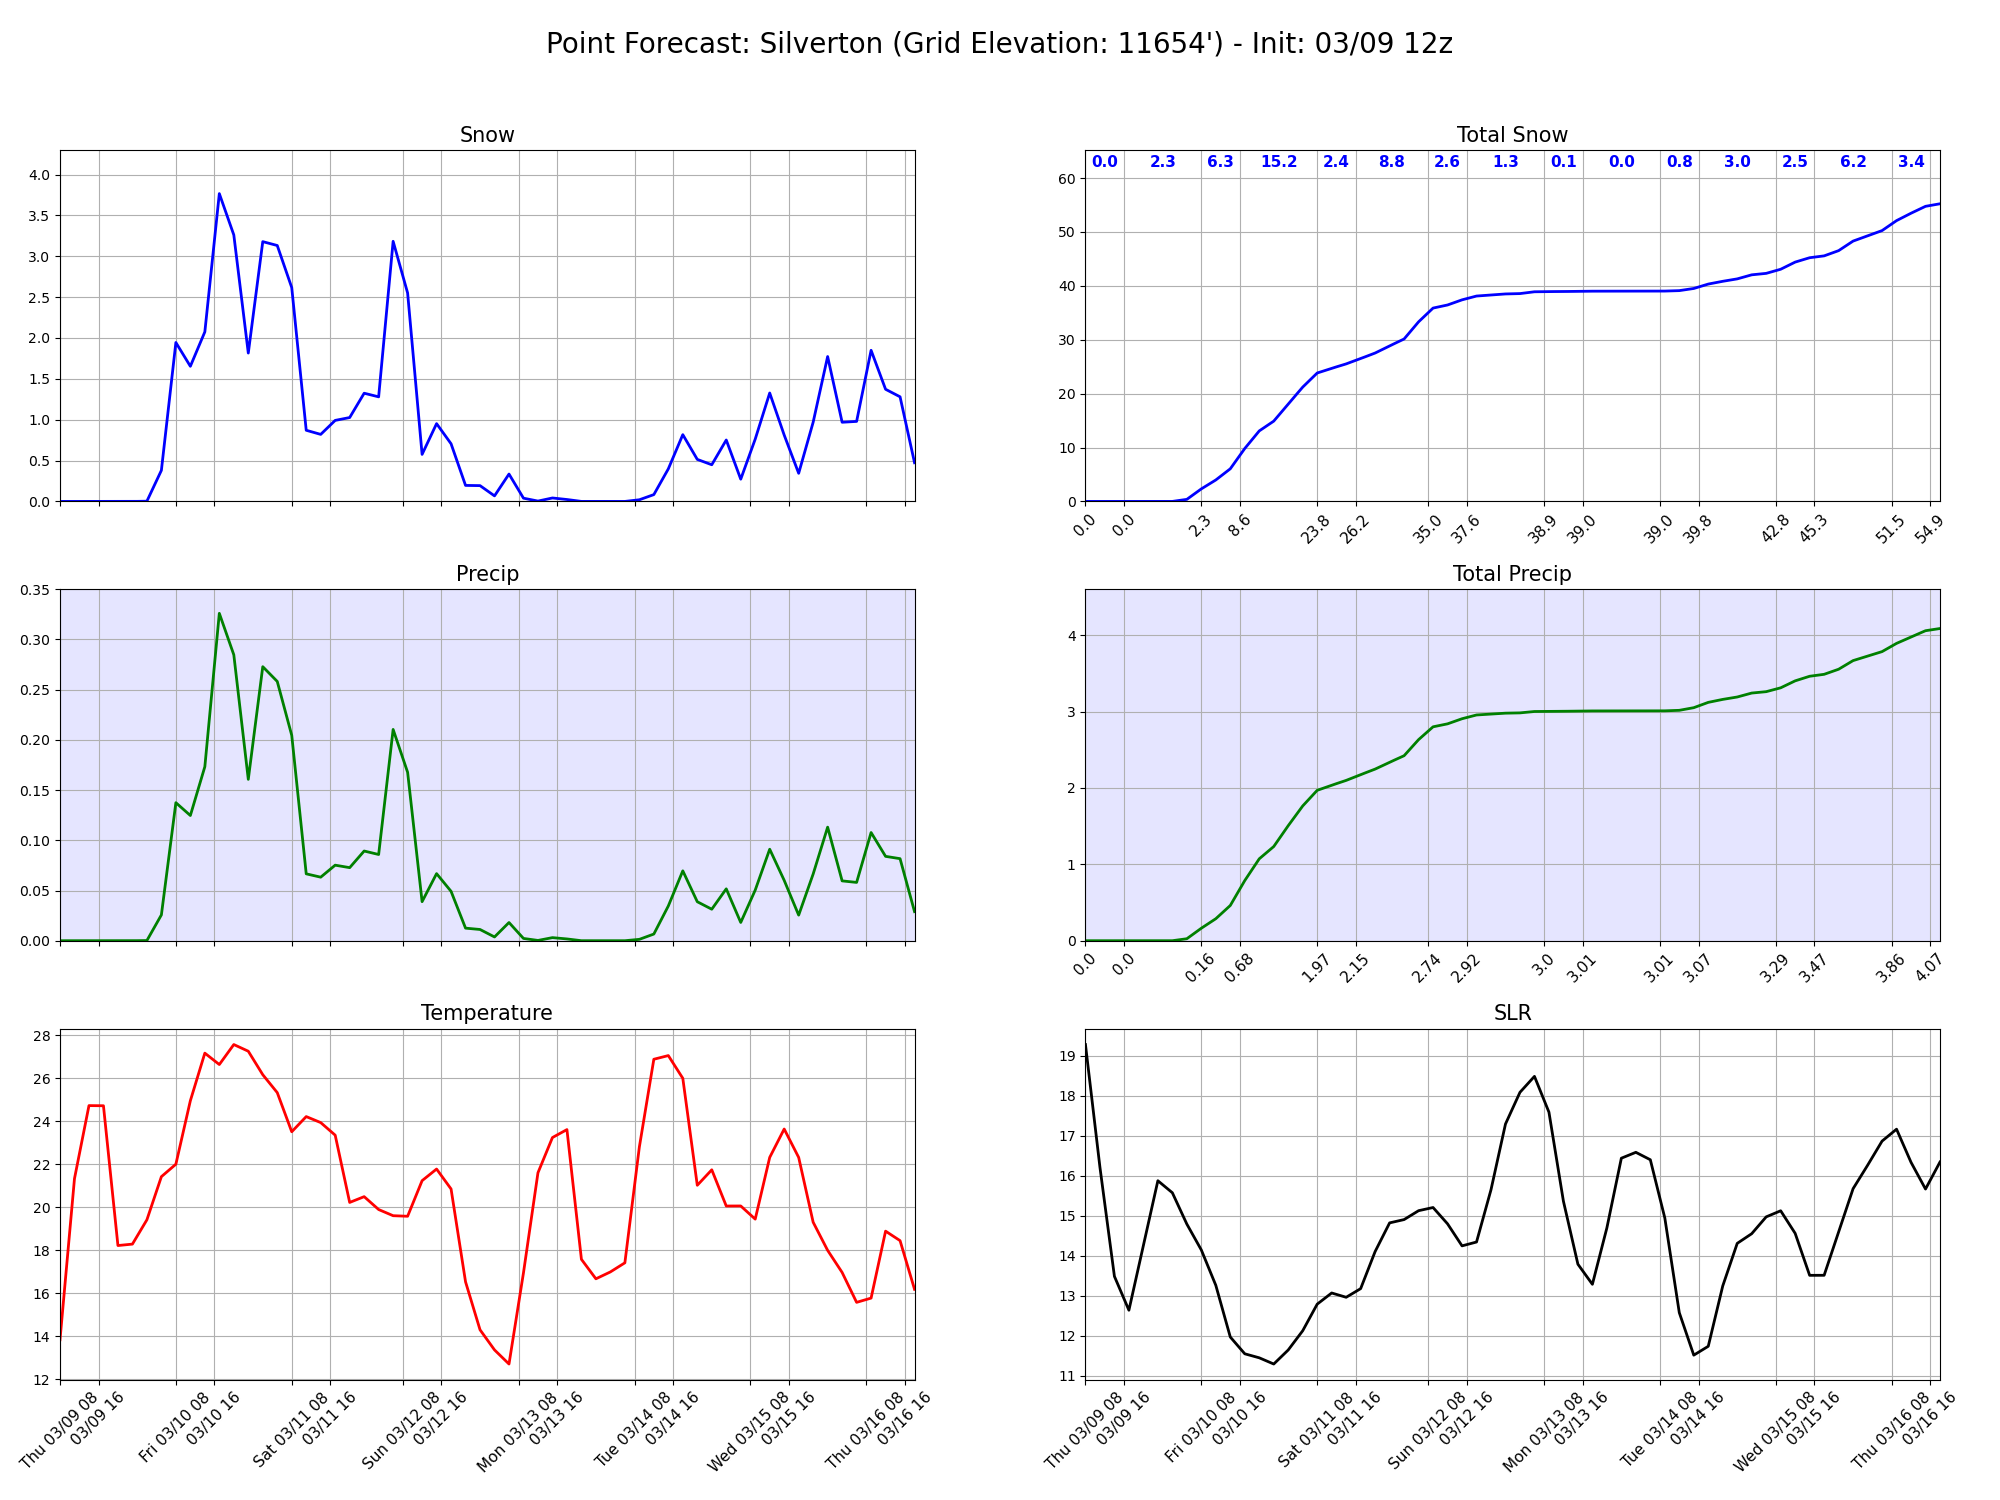 Point Forecast: Silverton (Grid Elevation: 11654') - Init: 03/09 12z
Snow
4.0
3.5
3.0
2.5
2.0
1.5
1.0
0.5
0.0
Total Snow
0.0 2.3 6.3 15.2 2.4 8.8 2.6 1.3 0.1 0.0 0.8 3.0 2.5 6.2 3.4
60
50
40
30
20
10
0
0.0 0.0 2.3 8.6 23.8 26.2 35.0 37.6 38.9 39.0 39.0 39.8 42.8 45.3 51.5 54.9
Precip
0.35
0.30
0.25
0.20
0.15
0.10
0.05
0.00
Total Precip
4
3
2
1
0
0.0 0.0 0.16 0.68 1.97 2.15 2.74 2.92 3.0 3.01 3.01 3.07 3.29 3.47 3.86 4.07
Temperature
28
26
24
22
20
18
16
14
12
Thu 03/09 08
03/09 16
Fri 03/10 08
03/10 16
Sat 03/11 08
03/11 16
Sun 03/12 08
03/12 16
Mon 03/13 08
03/13 16
Tue 03/14 08
03/14 16
Wed 03/15 08
03/15 16
Thu 03/16 08
03/16 16
SLR
19
18
17
16
15
14
13
12
11
Thu 03/09 08
03/09 16
Fri 03/10 08
03/10 16
Sat 03/11 08
03/11 16
Sun 03/12 08
03/12 16
Mon 03/13 08
03/13 16
Tue 03/14 08
03/14 16
Wed 03/15 08
03/15 16
Thu 03/16 08
03/16 16